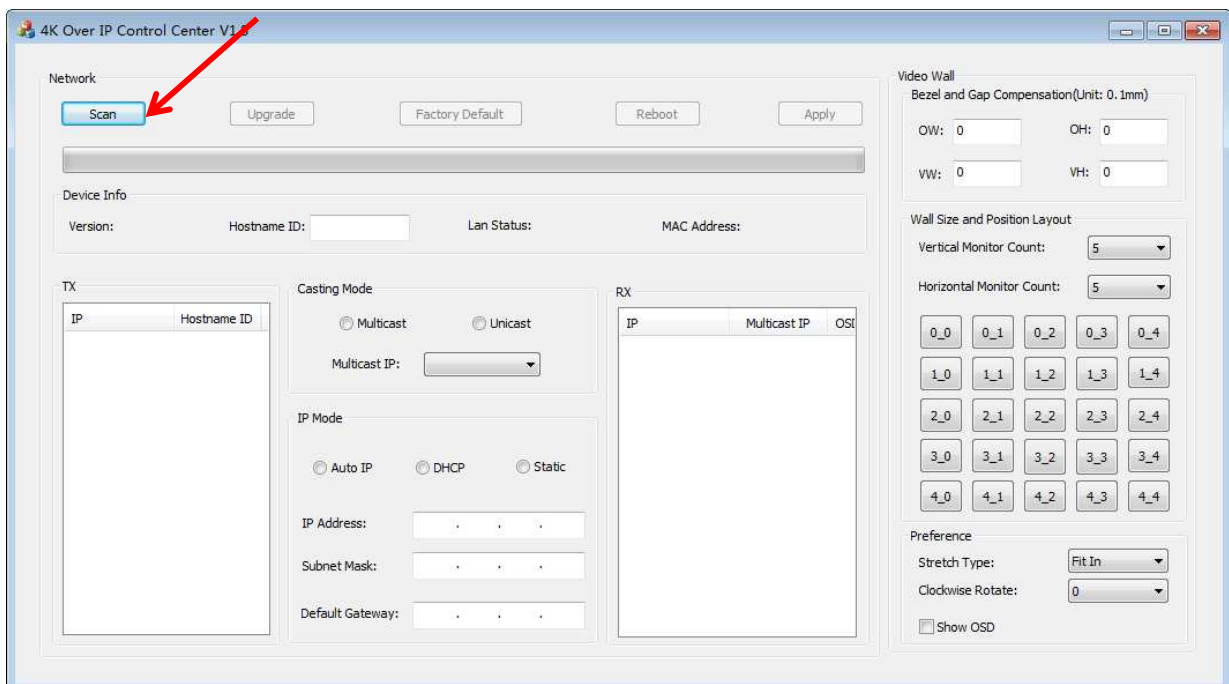 4K Over IP Control Center V1.8
Network
Scan
Upgrade
Factory Default
Reboot
Apply
Device Info
Version:
Hostname ID:
Lan Status:
MAC Address:
TX
IP Hostname ID
Casting Mode
Multicast
Unicast
Multicast IP:
IP Mode
Auto IP
DHCP
Static
IP Address: . . .
Subnet Mask: . . .
Default Gateway: . . .
RX
IP Multicast IP OSD
Video Wall
Bezel and Gap Compensation(Unit: 0.1mm)
OW: 0 OH: 0
VW: 0 VH: 0
Wall Size and Position Layout
Vertical Monitor Count: 5
Horizontal Monitor Count: 5
0_0 0_1 0_2 0_3 0_4
1_0 1_1 1_2 1_3 1_4
2_0 2_1 2_2 2_3 2_4
3_0 3_1 3_2 3_3 3_4
4_0 4_1 4_2 4_3 4_4
Preference
Stretch Type: Fit In
Clockwise Rotate: 0
Show OSD